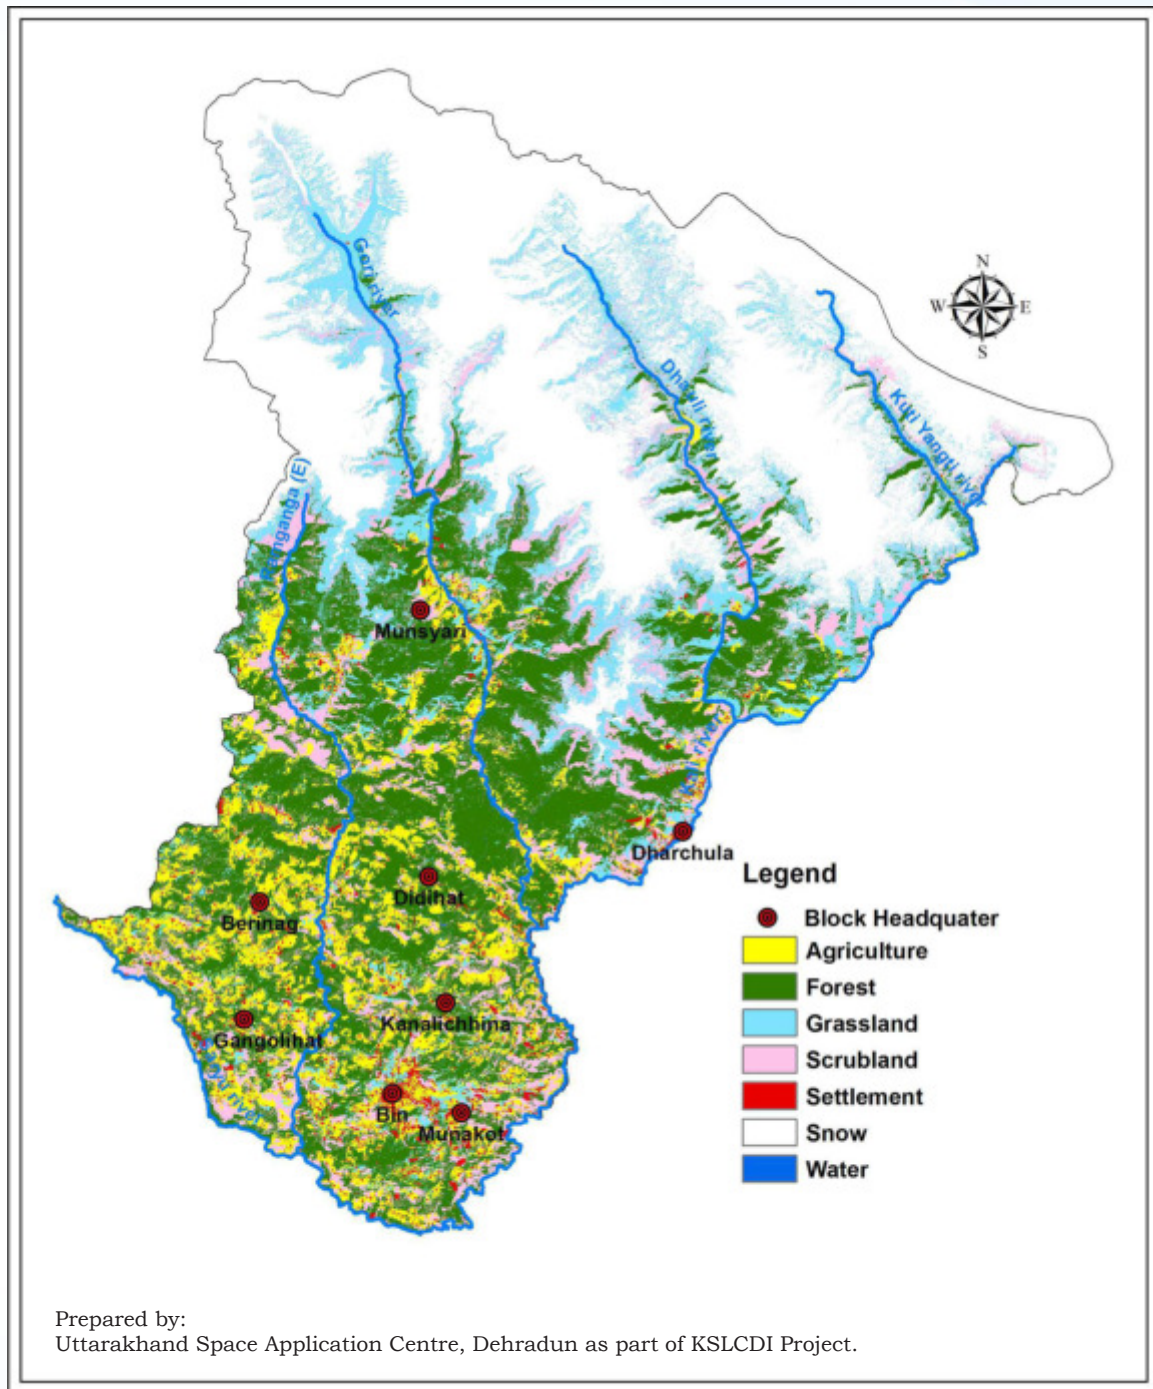 N
W
E
S
Gori river
Dhauli river
Kuti Yangti river
Ramganga (E)
Munsyari
Kali river
Dharchula
Didihat
Berinag
Kanalichhina
Gangolihat
river
Bin
Munakot
Legend
Block Headquater
Agriculture
Forest
Grassland
Scrubland
Settlement
Snow
Water
Prepared by:
Uttarakhand Space Application Centre, Dehradun as part of KSLCDI Project.